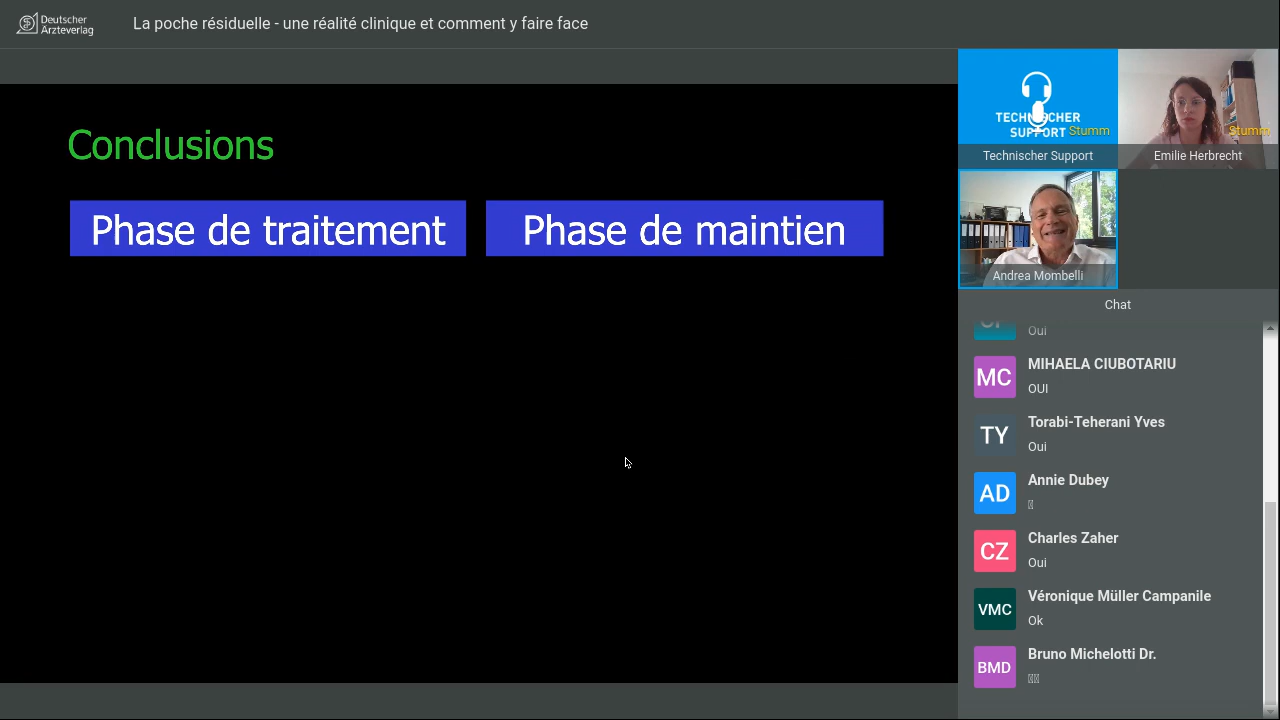 Deutscher
Ärzteverlag
La poche résiduelle - une réalité clinique et comment y faire face
Conclusions
Phase de traitement
Phase de maintien
TECHNISCHER
SUPPORT
Stumm
Technischer Support
Stumm
Emilie Herbrecht
Andrea Mombelli
Chat
Oui
MC
MIHAELA CIUBOTARIU
OUI
TY
Torabi-Teherani Yves
Oui
AD
Annie Dubey
CZ
Charles Zaher
Oui
VMC
Véronique Müller Campanile
Ok
BMD
Bruno Michelotti Dr.